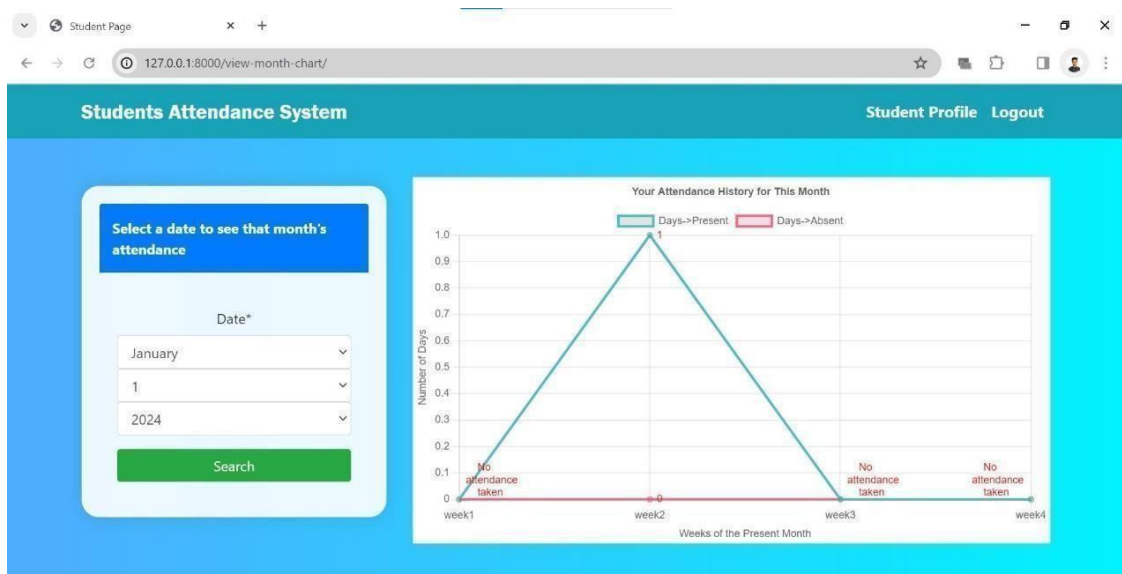 Student Page
127.0.0.1:8000/view-month-chart/
Students Attendance System
Student Profile Logout
Select a date to see that month's
attendance
Date*
January
1
2024
Search
Your Attendance History for This Month
Days->Present Days->Absent
1.0
0.9
0.8
0.7
0.6
0.5
0.4
0.3
0.2
0.1
0
Number of Days
1
0
No
attendance
taken
No
attendance
taken
No
attendance
taken
week1 week2 week3 week4
Weeks of the Present Month